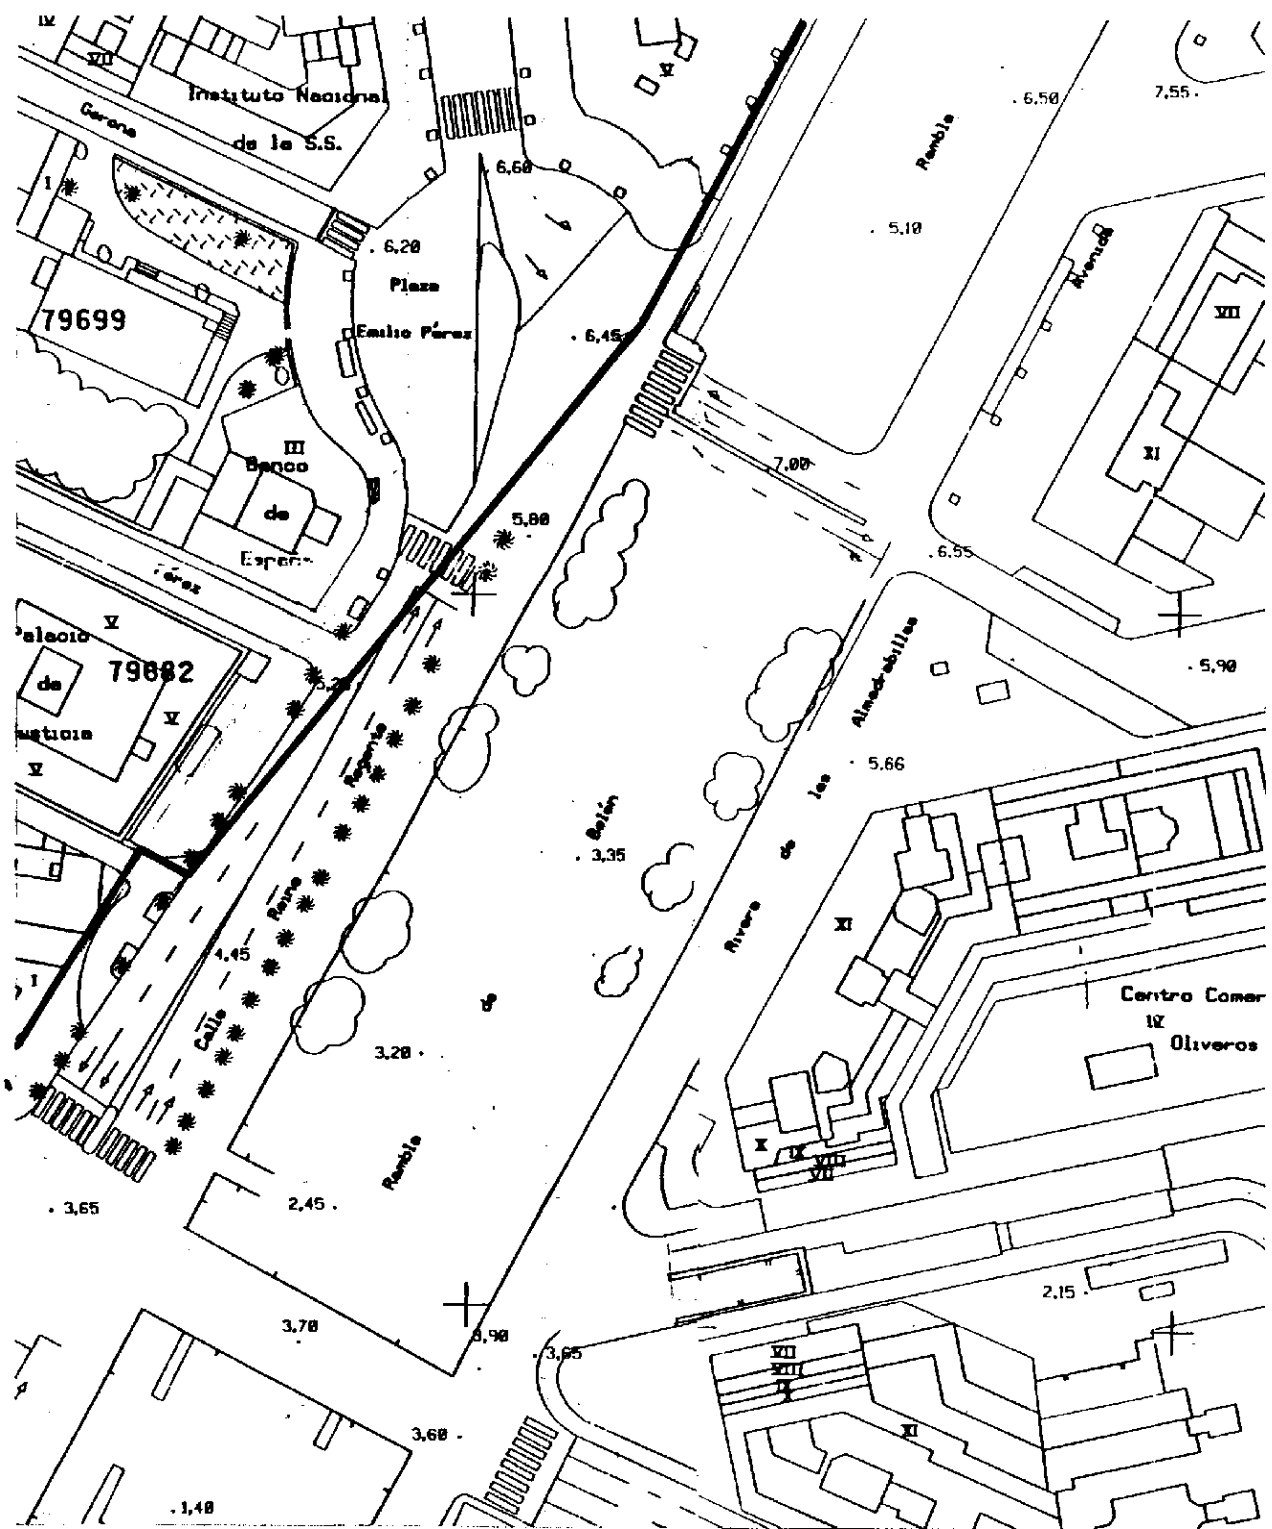 IV
VII
Instituto Nacional
de la S.S.
Gerona
V
6,50
7,55
Rambla
6,60
I
6,20
5,10
Plaza
Avenida
79699
Emilio Pérez
6,45
VII
III
Banco
de
España
7,00
XI
5,80
6,55
Pérez
V
Palacio
de
79682
V
Justicia
V
5,90
Almadrabillas
5.66
Regente
Belén
las
3,35
de
Reina
Rivera
XI
4,45
I
de
Centro Comer
IV
Oliveros
Calle
3,20
Rambla
X
IX
VIII
VII
3,65
2,45
2,15
3,70
3,90
3,65
VII
VIII
IX
X
XI
3,60
1,40